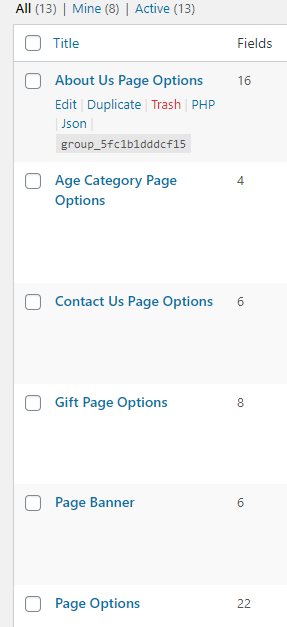 All (13) | Mine (8) | Active (13)
Title Fields
About Us Page Options 16
Edit | Duplicate | Trash | PHP
| Json |
group_5fc1b1dddcf15
Age Category Page 4
Options
Contact Us Page Options 6
Gift Page Options 8
Page Banner 6
Page Options 22